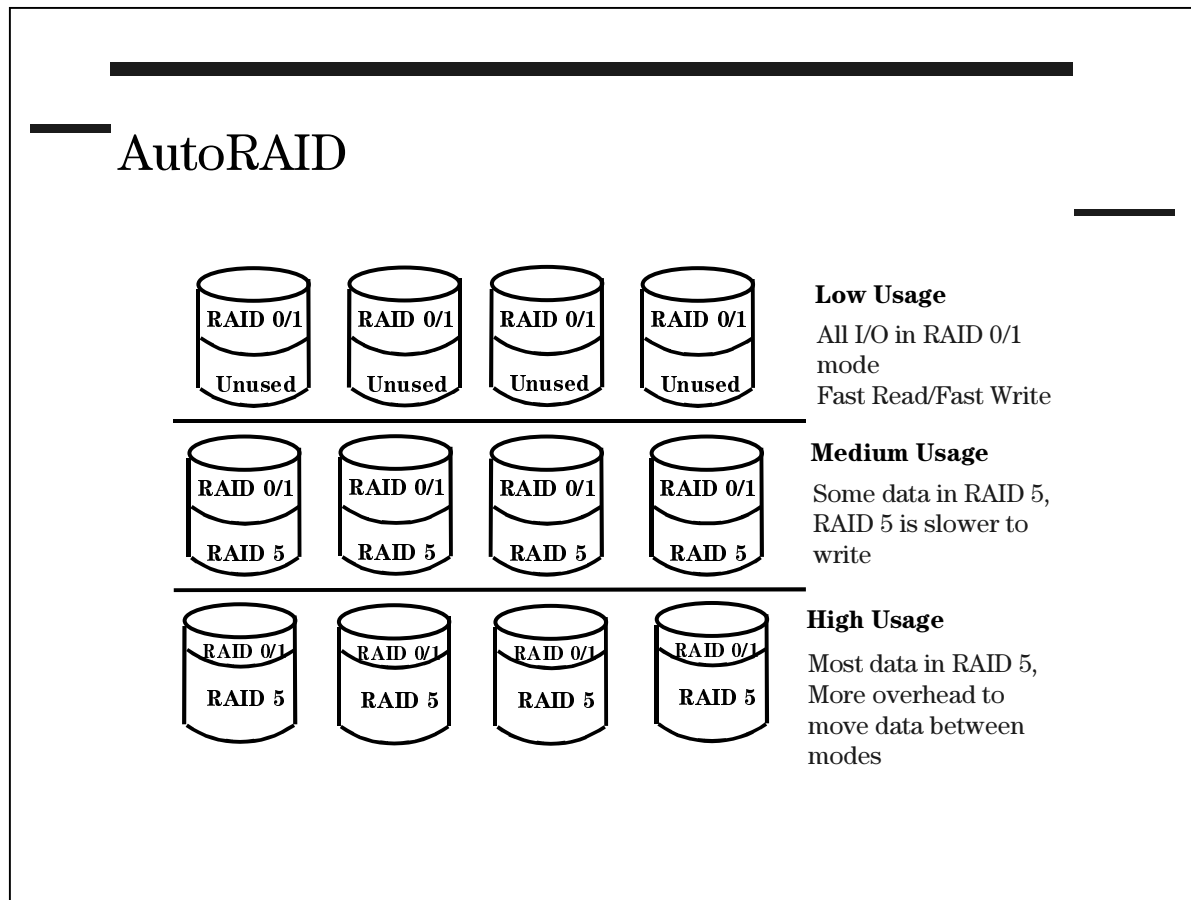 AutoRAID
RAID 0/1 RAID 0/1 RAID 0/1 RAID 0/1
Unused Unused Unused Unused
Low Usage
All I/O in RAID 0/1
mode
Fast Read/Fast Write
RAID 0/1 RAID 0/1 RAID 0/1 RAID 0/1
RAID 5 RAID 5 RAID 5 RAID 5
Medium Usage
Some data in RAID 5,
RAID 5 is slower to
write
RAID 0/1 RAID 0/1 RAID 0/1 RAID 0/1
RAID 5 RAID 5 RAID 5 RAID 5
High Usage
Most data in RAID 5,
More overhead to
move data between
modes